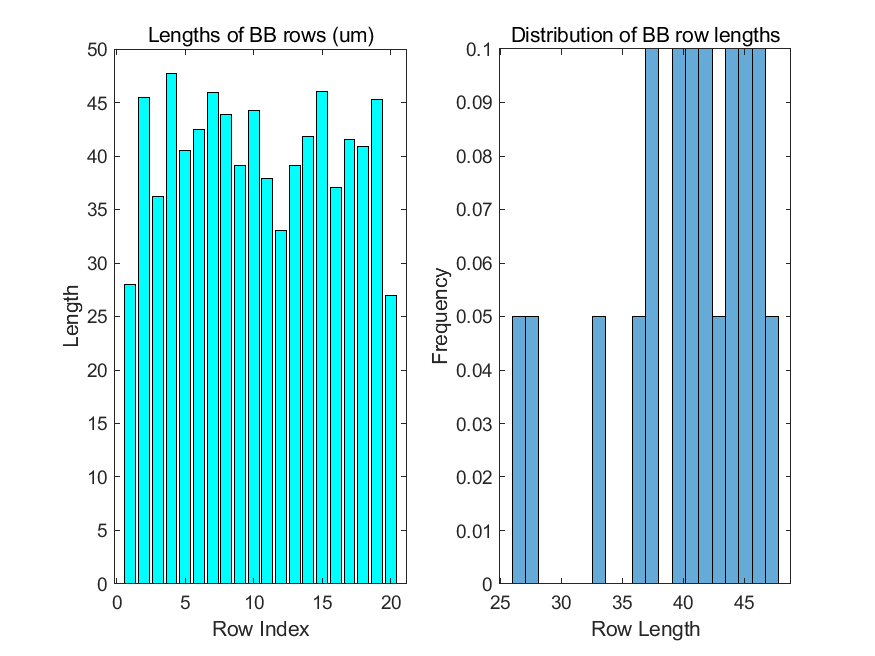 Lengths of BB rows (um)
50
45
40
35
30
25
20
15
10
5
0
Length
0 5 10 15 20
Row Index
Distribution of BB row lengths
0.1
0.09
0.08
0.07
0.06
0.05
0.04
0.03
0.02
0.01
0
Frequency
25 30 35 40 45
Row Length